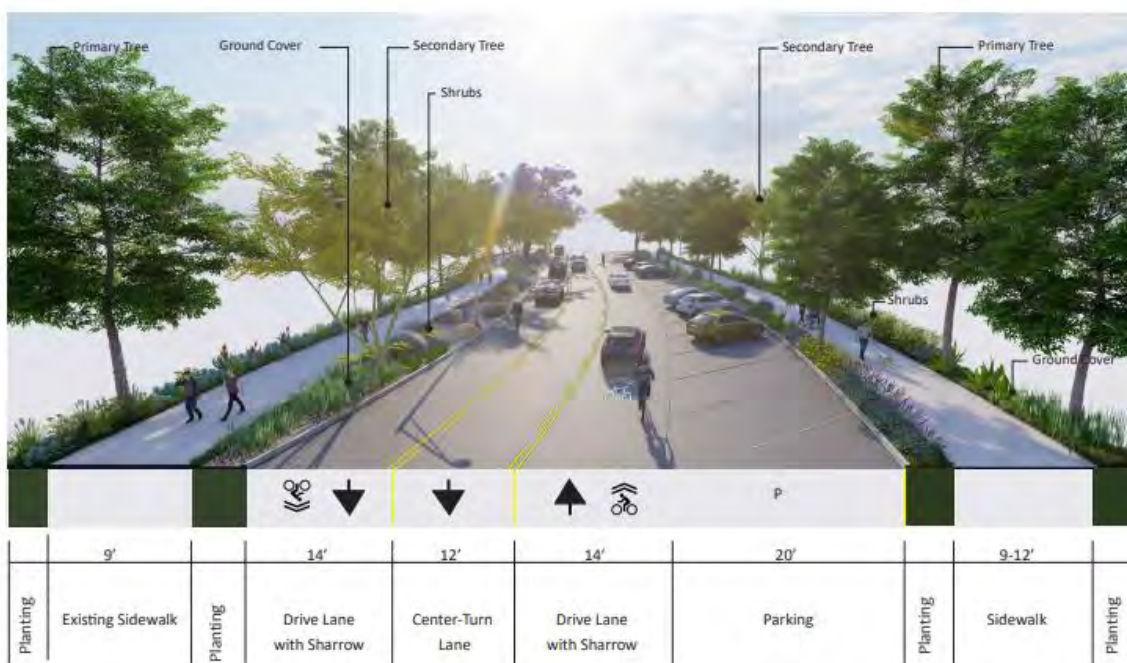 Primary Tree
Ground Cover
Secondary Tree
Secondary Tree
Primary Tree
Shrubs
Shrubs
Ground Cover
P
9'
14'
12'
14'
20'
9-12'
Planting
Existing Sidewalk
Planting
Drive Lane
with Sharrow
Center-Turn
Lane
Drive Lane
with Sharrow
Parking
Planting
Sidewalk
Planting